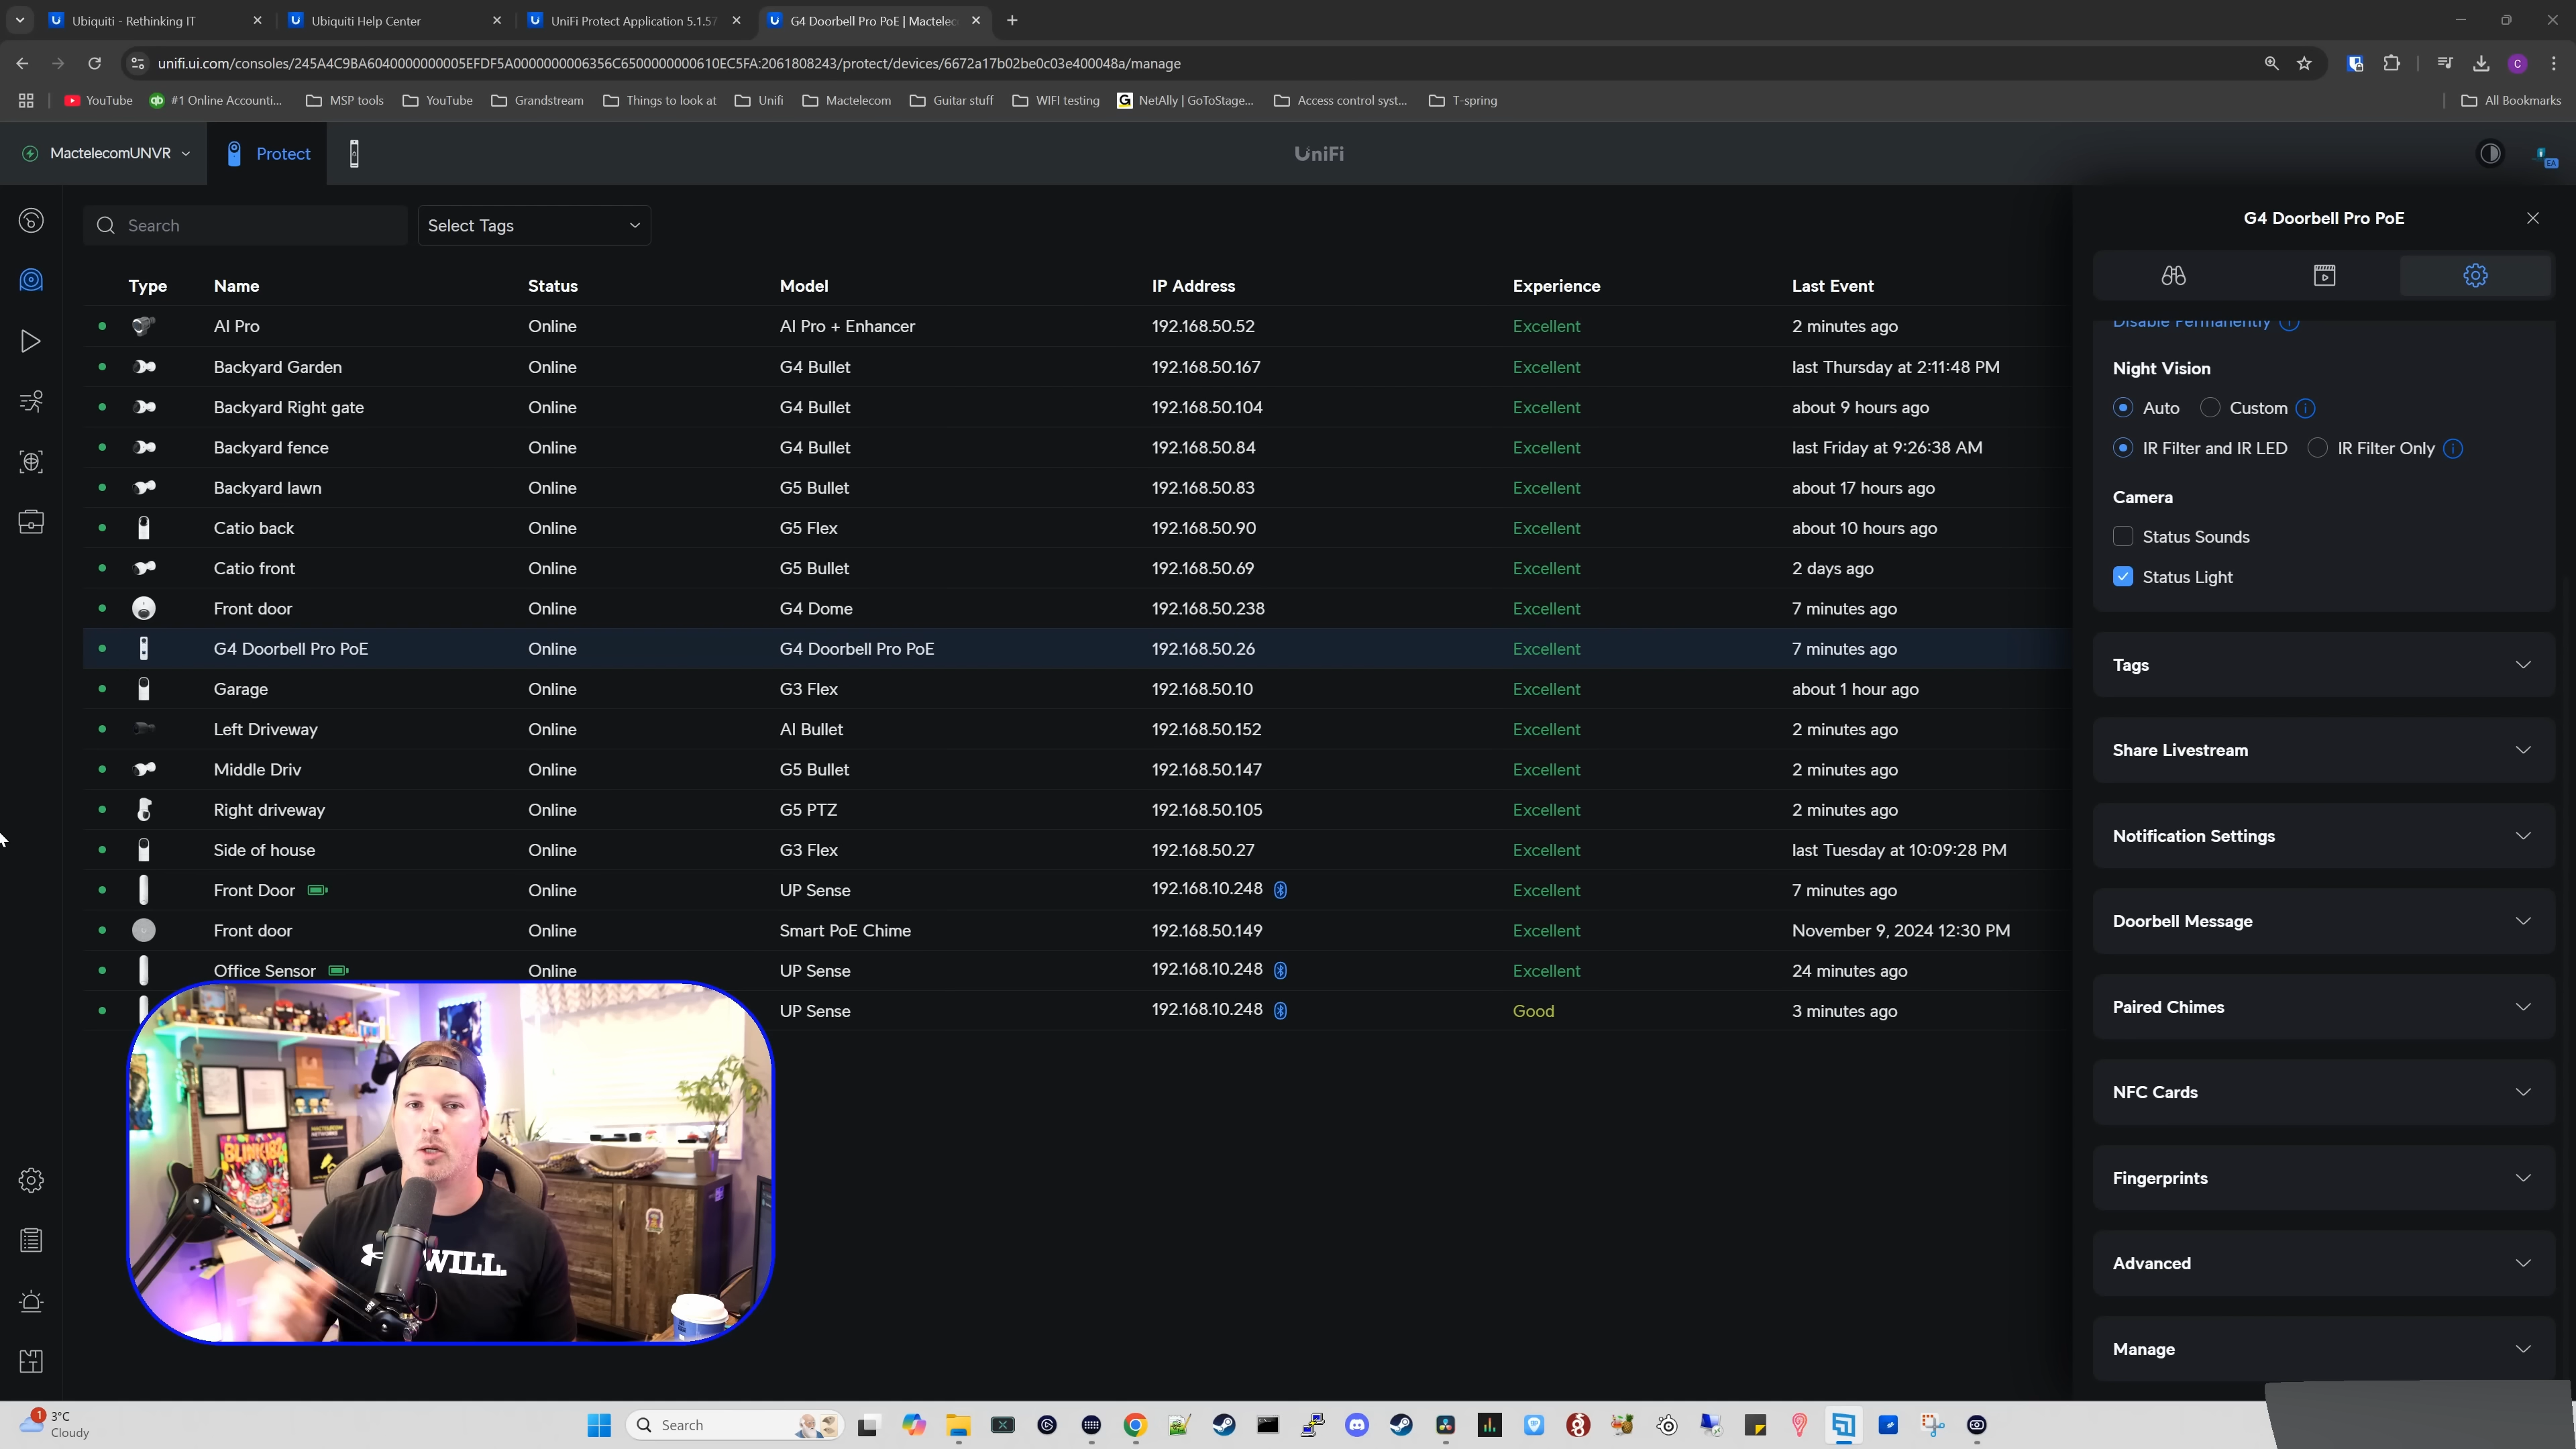 Ubiquiti - Rethinking IT
Ubiquiti Help Center
UniFi Protect Application 5.1.57
G4 Doorbell Pro PoE | Mactelec
unifi.ui.com/consoles/245A4C9BA6040000000005EFDF5A0000000006356C6500000000610EC5FA:2061808243/protect/devices/6672a17b02be0c03e400048a/manage
C
YouTube
#1 Online Accounti...
MSP tools
YouTube
Grandstream
Things to look at
Unifi
Mactelecom
Guitar stuff
WIFI testing
NetAlly | GoToStage...
Access control syst...
T-spring
All Bookmarks
MactelecomUNVR
Protect
UniFi
EA
Search
Select Tags
Type Name Status Model IP Address Experience Last Event
AI Pro Online AI Pro + Enhancer 192.168.50.52 Excellent 2 minutes ago
Backyard Garden Online G4 Bullet 192.168.50.167 Excellent last Thursday at 2:11:48 PM
Backyard Right gate Online G4 Bullet 192.168.50.104 Excellent about 9 hours ago
Backyard fence Online G4 Bullet 192.168.50.84 Excellent last Friday at 9:26:38 AM
Backyard lawn Online G5 Bullet 192.168.50.83 Excellent about 17 hours ago
Catio back Online G5 Flex 192.168.50.90 Excellent about 10 hours ago
Catio front Online G5 Bullet 192.168.50.69 Excellent 2 days ago
Front door Online G4 Dome 192.168.50.238 Excellent 7 minutes ago
G4 Doorbell Pro PoE Online G4 Doorbell Pro PoE 192.168.50.26 Excellent 7 minutes ago
Garage Online G3 Flex 192.168.50.10 Excellent about 1 hour ago
Left Driveway Online AI Bullet 192.168.50.152 Excellent 2 minutes ago
Middle Driv Online G5 Bullet 192.168.50.147 Excellent 2 minutes ago
Right driveway Online G5 PTZ 192.168.50.105 Excellent 2 minutes ago
Side of house Online G3 Flex 192.168.50.27 Excellent last Tuesday at 10:09:28 PM
Front Door Online UP Sense 192.168.10.248 Excellent 7 minutes ago
Front door Online Smart PoE Chime 192.168.50.149 Excellent November 9, 2024 12:30 PM
Office Sensor Online UP Sense 192.168.10.248 Excellent 24 minutes ago
UP Sense 192.168.10.248 Good 3 minutes ago
G4 Doorbell Pro PoE
Disable Permanently
Night Vision
Auto Custom
IR Filter and IR LED IR Filter Only
Camera
Status Sounds
Status Light
Tags
Share Livestream
Notification Settings
Doorbell Message
Paired Chimes
NFC Cards
Fingerprints
Advanced
Manage
BLINK182
WILL.
1
3°C
Cloudy
Search